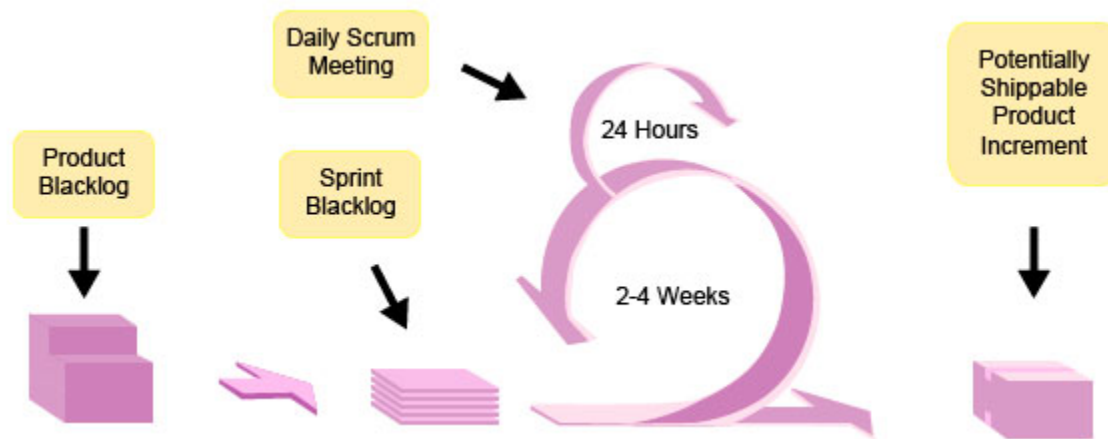 Product
Blacklog
Daily Scrum
Meeting
Sprint
Blacklog
24 Hours
2-4 Weeks
Potentially
Shippable
Product
Increment